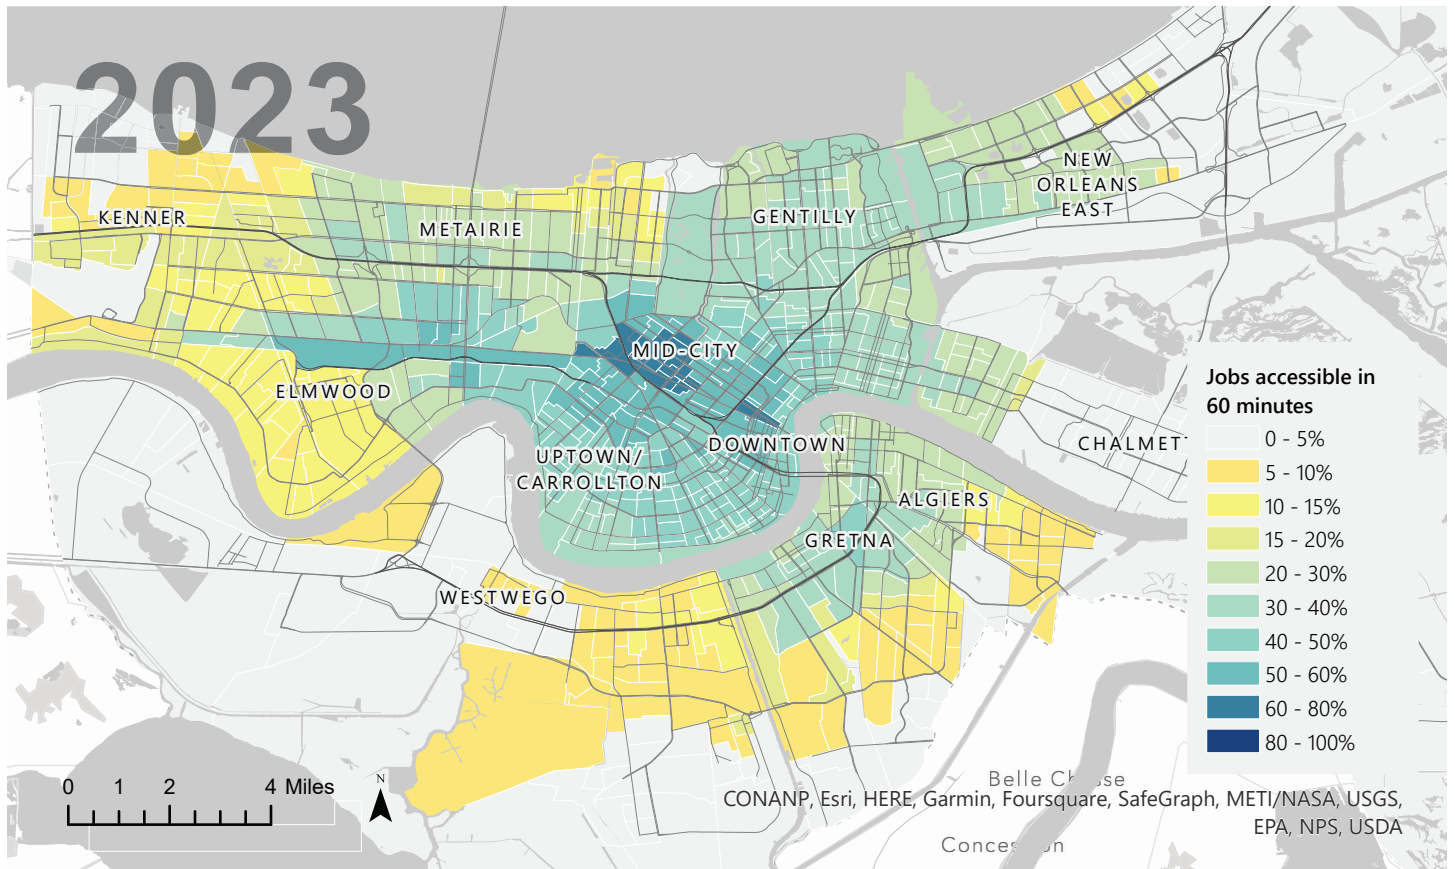 2023
NEW
ORLEANS
EAST
KENNER
METAIRIE
GENTILLY
MID-CITY
ELMWOOD
DOWNTOWN
UPTOWN/
CARROLLTON
ALGIERS
CHALMET
GRETNA
WESTWEGO
Jobs accessible in
60 minutes
0 - 5%
5 - 10%
10 - 15%
15 - 20%
20 - 30%
30 - 40%
40 - 50%
50 - 60%
60 - 80%
80 - 100%
0 1 2 4 Miles
N
Belle Chasse
CONANP, Esri, HERE, Garmin, Foursquare, SafeGraph, METI/NASA, USGS,
EPA, NPS, USDA